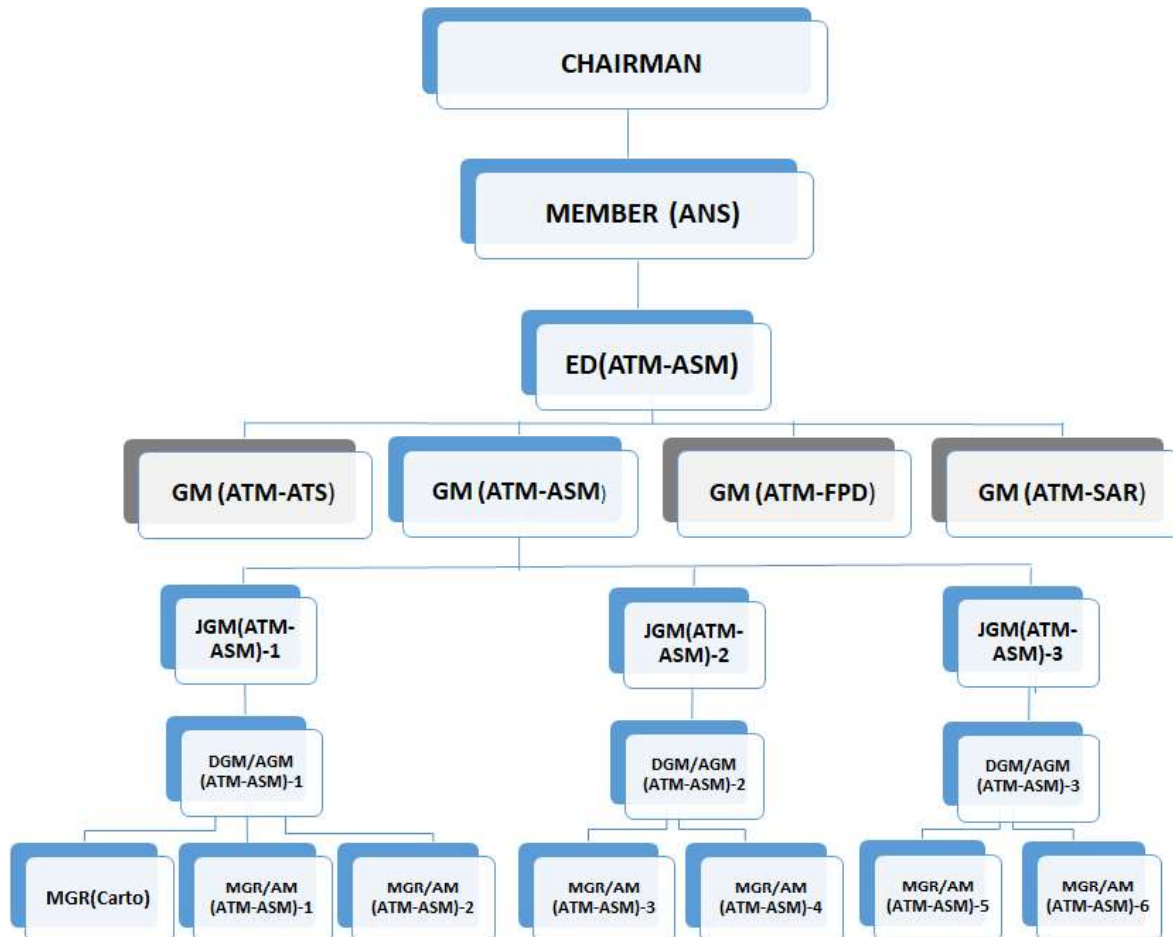 CHAIRMAN
MEMBER (ANS)
ED(ATM-ASM)
GM (ATM-ATS)
GM (ATM-ASM)
GM (ATM-FPD)
GM (ATM-SAR)
JGM(ATM-
ASM)-1
JGM(ATM-
ASM)-2
JGM(ATM-
ASM)-3
DGM/AGM
(ATM-ASM)-1
DGM/AGM
(ATM-ASM)-2
DGM/AGM
(ATM-ASM)-3
MGR(Carto)
MGR/AM
(ATM-ASM)-1
MGR/AM
(ATM-ASM)-2
MGR/AM
(ATM-ASM)-3
MGR/AM
(ATM-ASM)-4
MGR/AM
(ATM-ASM)-5
MGR/AM
(ATM-ASM)-6